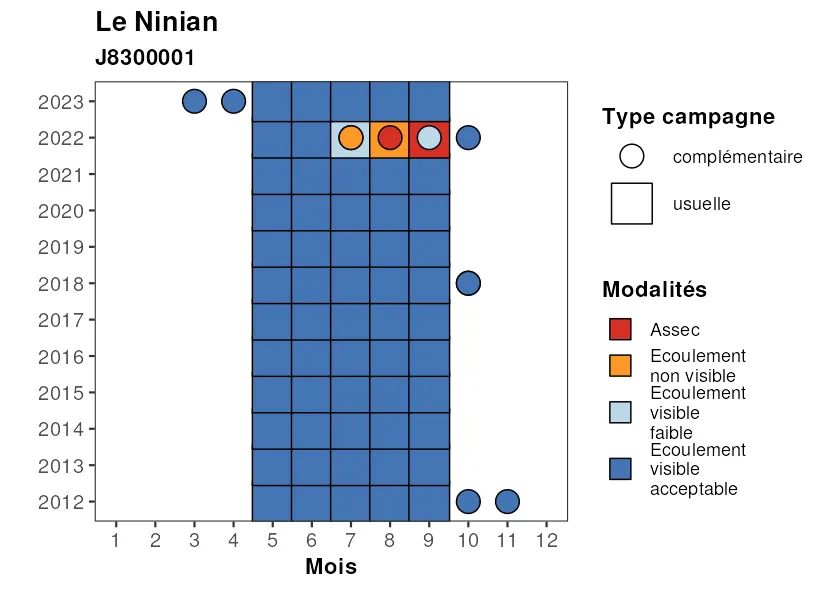 Le Ninian
J8300001
2023
2022
2021
2020
2019
2018
2017
2016
2015
2014
2013
2012
1 2 3 4 5 6 7 8 9 10 11 12
Mois
Type campagne
complémentaire
usuelle
Modalités
Assec
Ecoulement
non visible
Ecoulement
visible
faible
Ecoulement
visible
acceptable